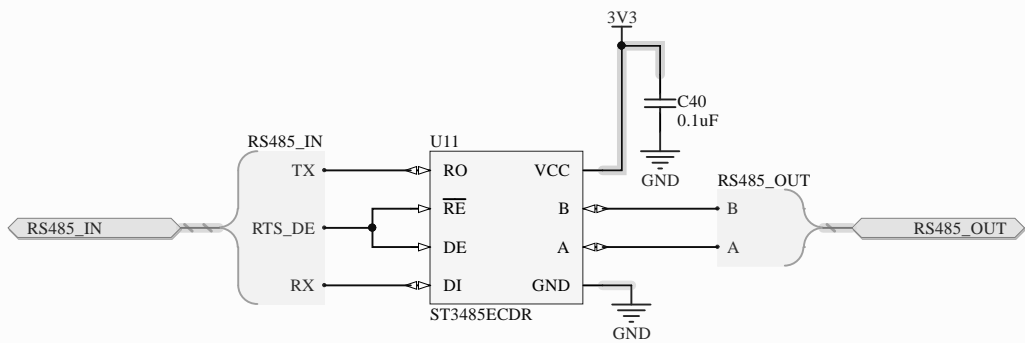 3V3
C40
0.1uF
GND
RS485_IN
U11
RS485_OUT
TX
RO
VCC
RE
B
B
RS485_IN
RTS_DE
RS485_OUT
DE
A
A
RX
DI
GND
ST3485ECDR
GND